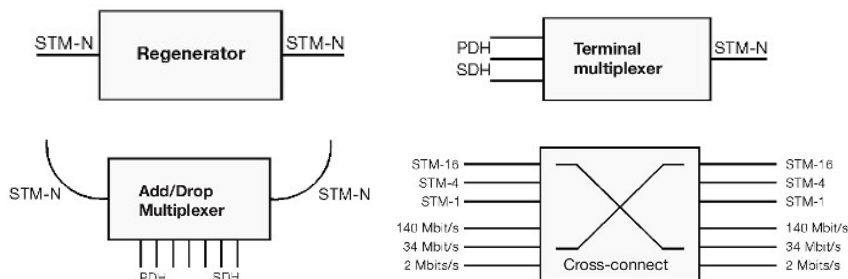 STM-N
Regenerator
STM-N
PDH
SDH
Terminal
multiplexer
STM-N
STM-N
Add/Drop
Multiplexer
STM-N
PDH
SDH
STM-16
STM-4
STM-1
140 Mbit/s
34 Mbit/s
2 Mbits/s
Cross-connect
STM-16
STM-4
STM-1
140 Mbit/s
34 Mbit/s
2 Mbit/s